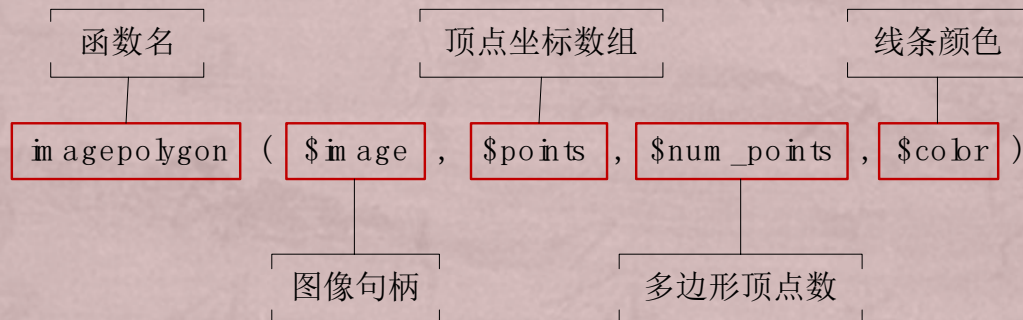 函数名 顶点坐标数组 线条颜色
imagepolygon ( $image , $points , $num_points , $color )
图像句柄 多边形顶点数